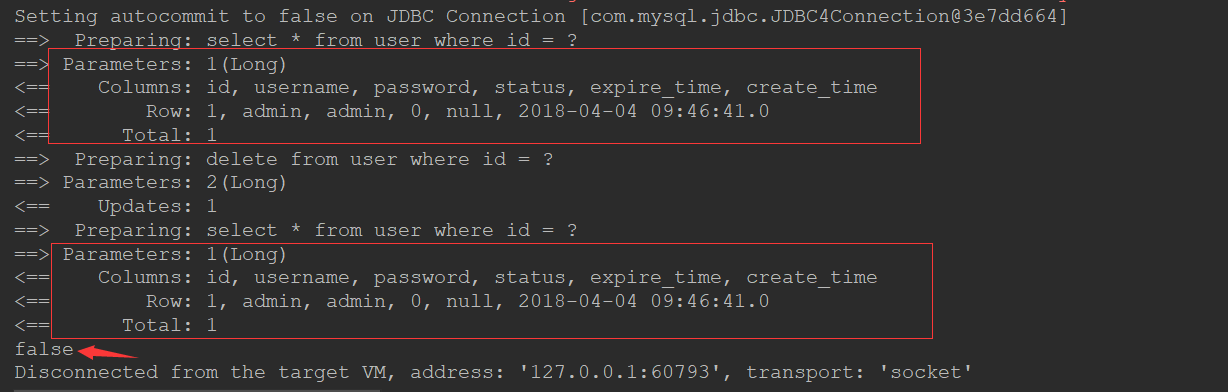 Setting autocommit to false on JDBC Connection [com.mysql.jdbc.JDBC4Connection@3e7dd664]
==>  Preparing: select * from user where id = ?
==> Parameters: 1(Long)
<==    Columns: id, username, password, status, expire_time, create_time
<==        Row: 1, admin, admin, 0, null, 2018-04-04 09:46:41.0
<==      Total: 1
==>  Preparing: delete from user where id = ?
==> Parameters: 2(Long)
<==    Updates: 1
==>  Preparing: select * from user where id = ?
==> Parameters: 1(Long)
<==    Columns: id, username, password, status, expire_time, create_time
<==        Row: 1, admin, admin, 0, null, 2018-04-04 09:46:41.0
<==      Total: 1
false
Disconnected from the target VM, address: '127.0.0.1:60793', transport: 'socket'